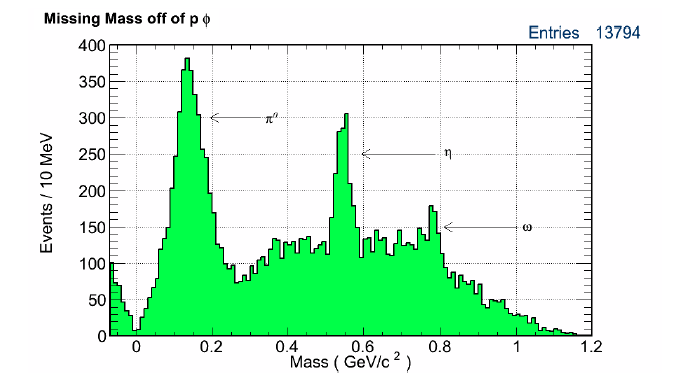 Missing Mass off of p ϕ
Entries 13794
400
350
300
250
200
150
100
50
0
π⁰
η
ω
Events / 10 MeV
0 0.2 0.4 0.6 0.8 1 1.2
Mass ( GeV/c ² )